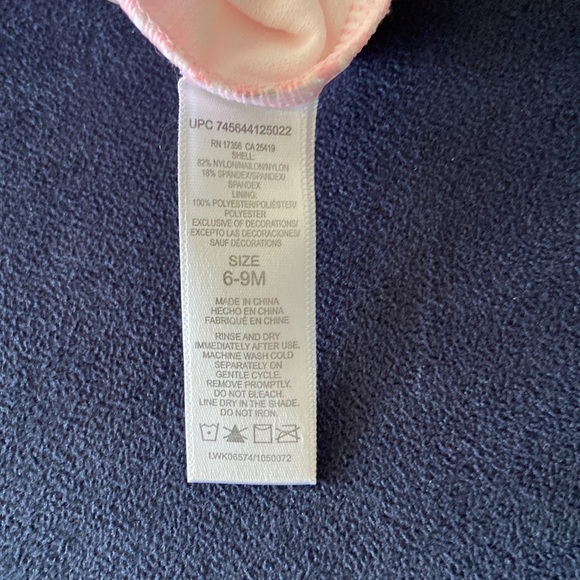 UPC 745644125022
RN 17356 CA 25419
SHELL:
82% NYLON/NAILON/NYLON
18% SPANDEX/SPANDEX/
SPANDEX
LINING:
100% POLYESTER/POLIÉSTER/
POLYESTER
EXCLUSIVE OF DECORATIONS/
EXCEPTO LAS DECORACIONES/
SAUF DÉCORATIONS
SIZE
6-9M
MADE IN CHINA
HECHO EN CHINA
FABRIQUÉ EN CHINE
RINSE AND DRY
IMMEDIATELY AFTER USE.
MACHINE WASH COLD
SEPARATELY ON
GENTLE CYCLE.
REMOVE PROMPTLY.
DO NOT BLEACH.
LINE DRY IN THE SHADE.
DO NOT IRON.
LWK06574/1050072